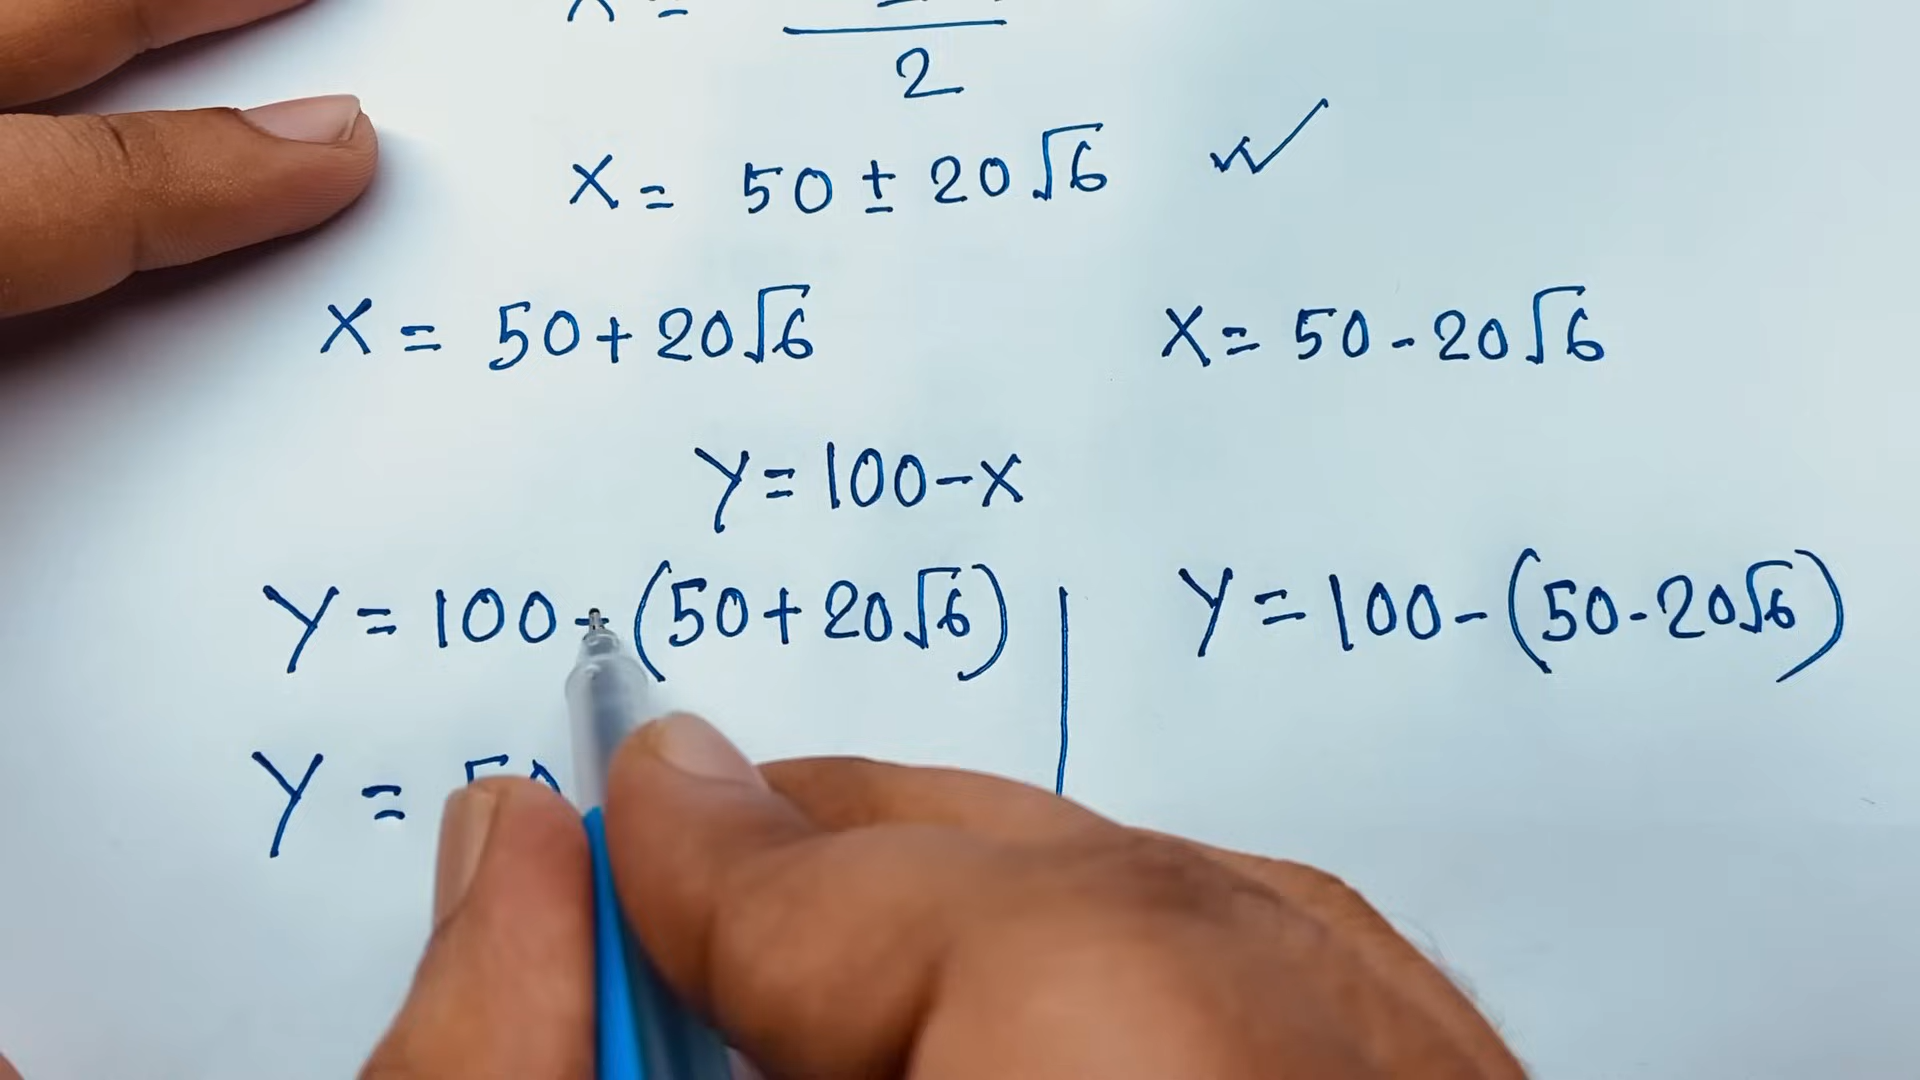 2
X = 50 ± 20√6
X = 50 + 20√6 X = 50 - 20√6
Y = 100 - X
Y = 100 - (50 + 20√6) Y = 100 - (50 - 20√6)
Y = 50